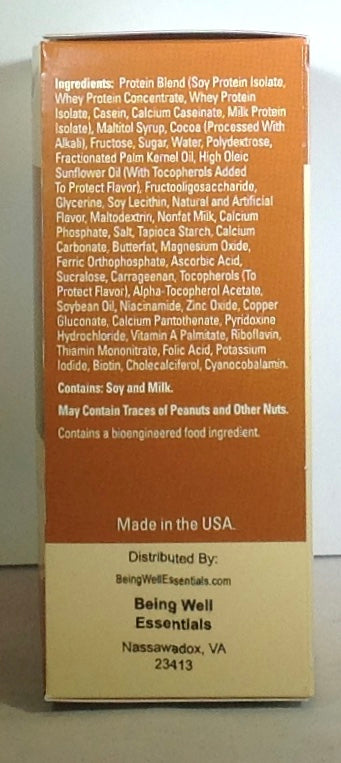 Ingredients: Protein Blend (Soy Protein Isolate,
Whey Protein Concentrate, Whey Protein
Isolate, Casein, Calcium Caseinate, Milk Protein
Isolate), Maltitol Syrup, Cocoa (Processed With
Alkali), Fructose, Sugar, Water, Polydextrose,
Fractionated Palm Kernel Oil, High Oleic
Sunflower Oil (With Tocopherols Added
To Protect Flavor), Fructooligosaccharide,
Glycerine, Soy Lecithin, Natural and Artificial
Flavor, Maltodextrin, Nonfat Milk, Calcium
Phosphate, Salt, Tapioca Starch, Calcium
Carbonate, Butterfat, Magnesium Oxide,
Ferric Orthophosphate, Ascorbic Acid,
Sucralose, Carrageenan, Tocopherols (To
Protect Flavor), Alpha-Tocopherol Acetate,
Soybean Oil, Niacinamide, Zinc Oxide, Copper
Gluconate, Calcium Pantothenate, Pyridoxine
Hydrochloride, Vitamin A Palmitate, Riboflavin,
Thiamin Mononitrate, Folic Acid, Potassium
Iodide, Biotin, Cholecalciferol, Cyanocobalamin.
Contains: Soy and Milk.
May Contain Traces of Peanuts and Other Nuts.
Contains a bioengineered food ingredient.
Made in the USA.
Distributed By:
BeingWellEssentials.com
Being Well
Essentials
Nassawadox, VA
23413